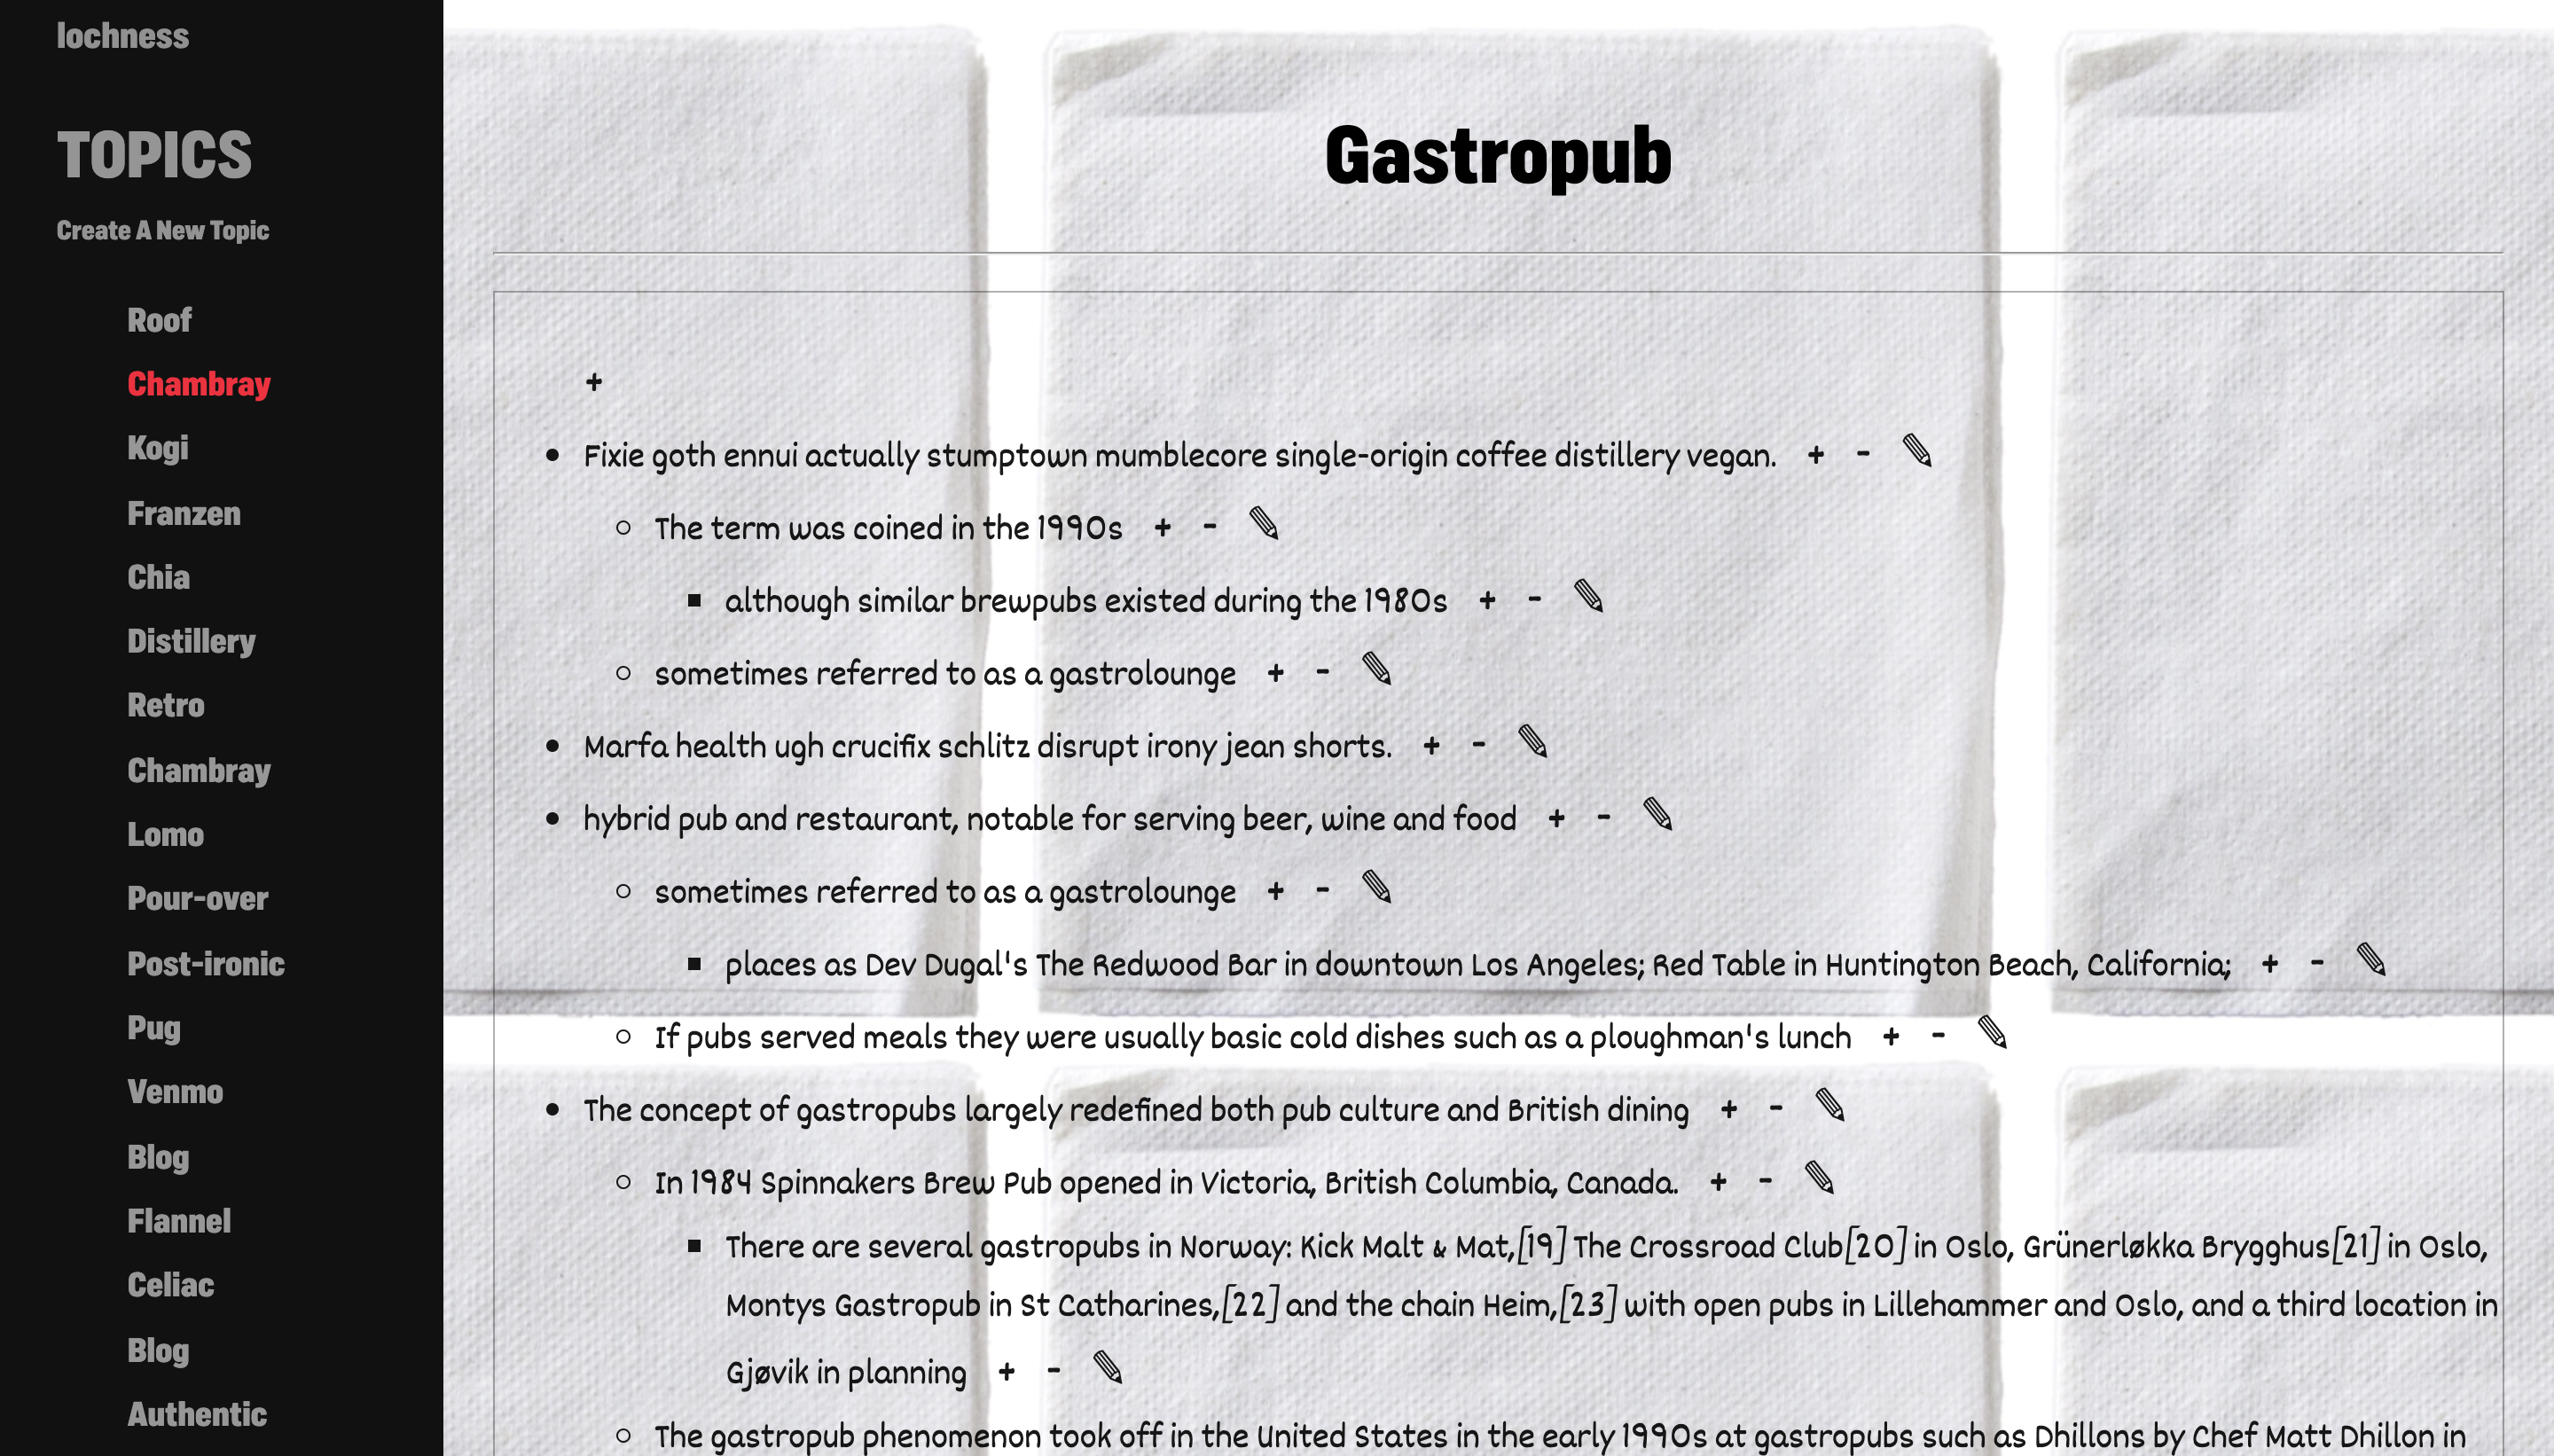 lochness
TOPICS
Create A New Topic
Roof
Chambray
Kogi
Franzen
Chia
Distillery
Retro
Chambray
Lomo
Pour-over
Post-ironic
Pug
Venmo
Blog
Flannel
Celiac
Blog
Authentic
Gastropub
+
Fixie goth ennui actually stumptown mumblecore single-origin coffee distillery vegan. + -
The term was coined in the 1990s + -
although similar brewpubs existed during the 1980s + -
sometimes referred to as a gastrolounge + -
Marfa health ugh crucifix schlitz disrupt irony jean shorts. + -
hybrid pub and restaurant, notable for serving beer, wine and food + -
sometimes referred to as a gastrolounge + -
places as Dev Dugal's The Redwood Bar in downtown Los Angeles; Red Table in Huntington Beach, California; + -
If pubs served meals they were usually basic cold dishes such as a ploughman's lunch + -
The concept of gastropubs largely redefined both pub culture and British dining + -
In 1984 Spinnakers Brew Pub opened in Victoria, British Columbia, Canada. + -
There are several gastropubs in Norway: Kick Malt & Mat,[19] The Crossroad Club[20] in Oslo, Grünerløkka Brygghus[21] in Oslo,
Montys Gastropub in St Catharines,[22] and the chain Heim,[23] with open pubs in Lillehammer and Oslo, and a third location in
Gjøvik in planning + -
The gastropub phenomenon took off in the United States in the early 1990s at gastropubs such as Dhillons by Chef Matt Dhillon in